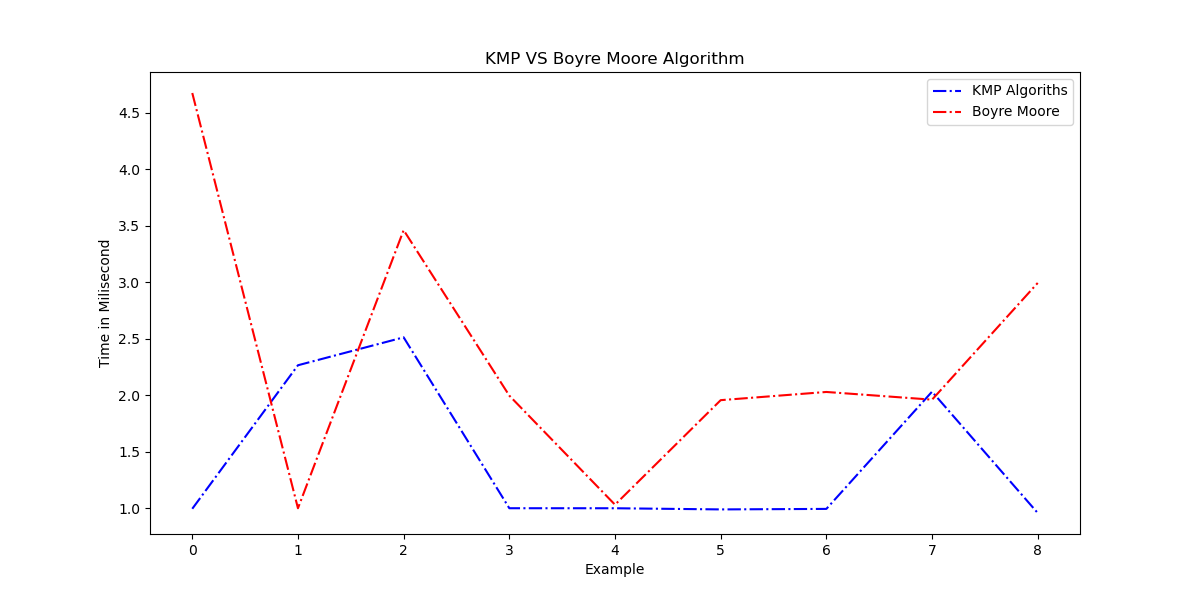 KMP VS Boyre Moore Algorithm
KMP Algoriths
Boyre Moore
4.5
4.0
3.5
3.0
2.5
2.0
1.5
1.0
Time in Milisecond
0 1 2 3 4 5 6 7 8
Example